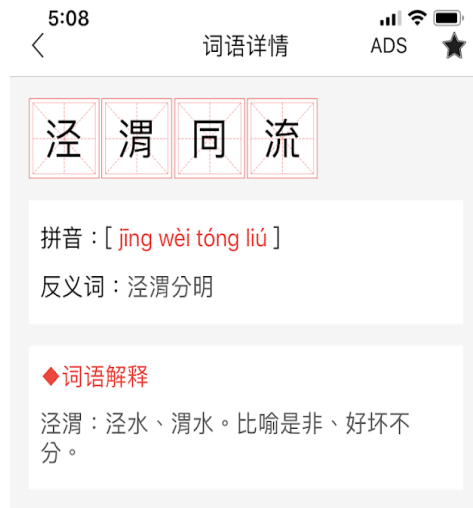 5:08
词语详情
ADS
泾渭同流
拼音：[ jīng wèi tóng liú ]
反义词：泾渭分明
◆词语解释
泾渭：泾水、渭水。比喻是非、好坏不
分。